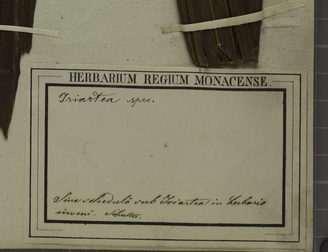 HERBARIUM REGIUM MONACENSE.
Iriartea spec.
Sine schedula sub Iriartea in herbario
inveni.